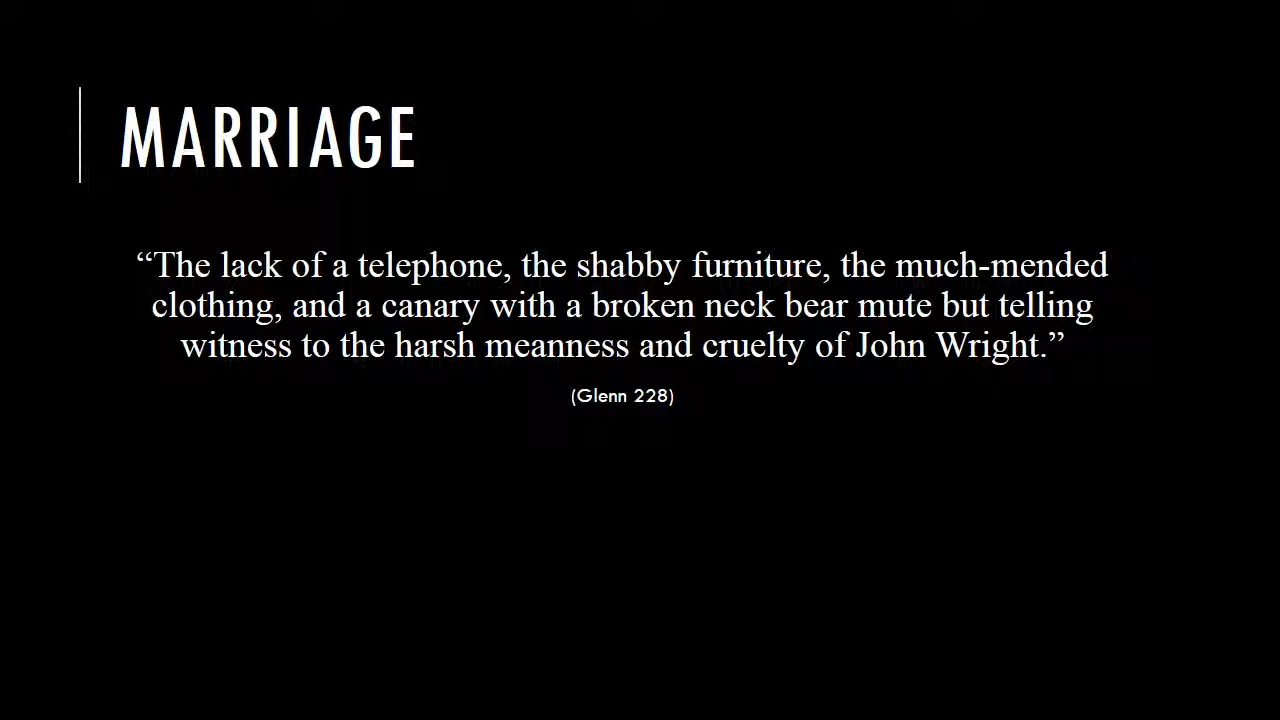 MARRIAGE
“The lack of a telephone, the shabby furniture, the much-mended
clothing, and a canary with a broken neck bear mute but telling
witness to the harsh meanness and cruelty of John Wright.”
(Glenn 228)